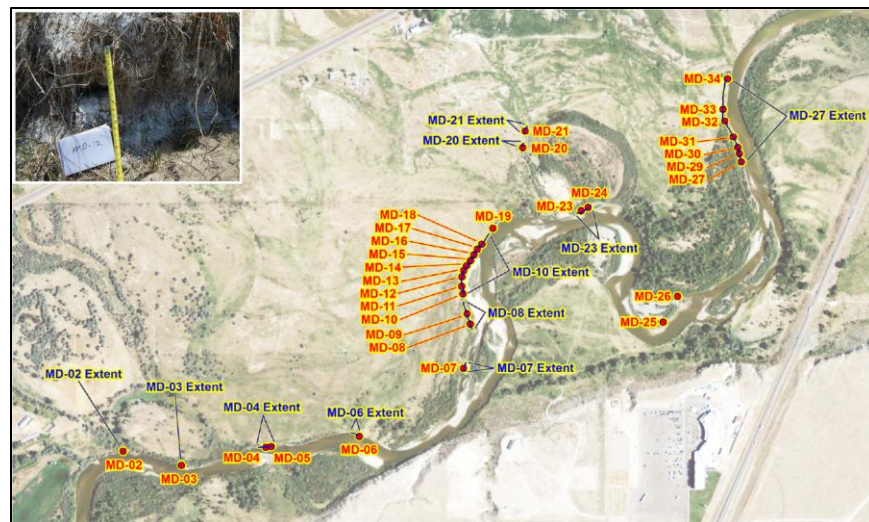 MD-12
MD-34
MD-33
MD-32
MD-31
MD-30
MD-29
MD-27
MD-27 Extent
MD-21 Extent
MD-21
MD-20 Extent
MD-20
MD-24
MD-23
MD-23 Extent
MD-19
MD-18
MD-17
MD-16
MD-15
MD-14
MD-13
MD-12
MD-11
MD-10
MD-10 Extent
MD-09
MD-08
MD-08 Extent
MD-26
MD-25
MD-07
MD-07 Extent
MD-02 Extent
MD-03 Extent
MD-04 Extent
MD-06 Extent
MD-02
MD-03
MD-04
MD-05
MD-06